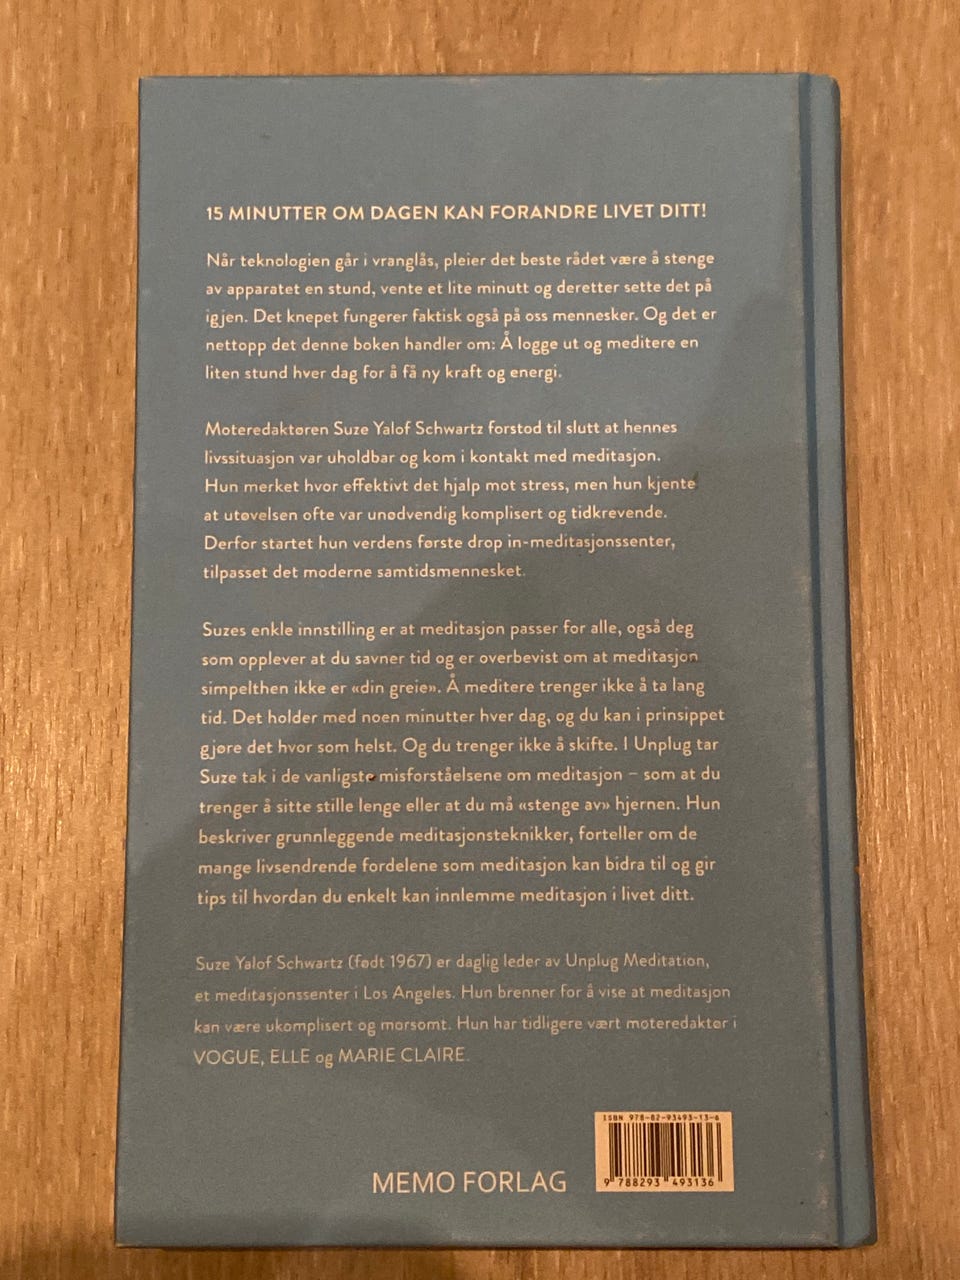 15 MINUTTER OM DAGEN KAN FORANDRE LIVET DITT!
Når teknologien går i vranglås, pleier det beste rådet være å stenge
av apparatet en stund, vente et lite minutt og deretter sette det på
igjen. Det knepet fungerer faktisk også på oss mennesker. Og det er
nettopp det denne boken handler om: Å logge ut og meditere en
liten stund hver dag for å få ny kraft og energi.
Moteredaktøren Suze Yalof Schwartz forstod til slutt at hennes
livssituasjon var uholdbar og kom i kontakt med meditasjon.
Hun merket hvor effektivt det hjalp mot stress, men hun kjente
at utøvelsen ofte var unødvendig komplisert og tidkrevende.
Derfor startet hun verdens første drop in-meditasjonssenter,
tilpasset det moderne samtidsmennesket.
Suzes enkle innstilling er at meditasjon passer for alle, også deg
som opplever at du savner tid og er overbevist om at meditasjon
simpelthen ikke er «din greie». Å meditere trenger ikke å ta lang
tid. Det holder med noen minutter hver dag, og du kan i prinsippet
gjøre det hvor som helst. Og du trenger ikke å skifte. I Unplug tar
Suze tak i de vanligste misforståelsene om meditasjon – som at du
trenger å sitte stille lenge eller at du må «stenge av» hjernen. Hun
beskriver grunnleggende meditasjonsteknikker, forteller om de
mange livsendrende fordelene som meditasjon kan bidra til og gir
tips til hvordan du enkelt kan innlemme meditasjon i livet ditt.
Suze Yalof Schwartz (født 1967) er daglig leder av Unplug Meditation,
et meditasjonssenter i Los Angeles. Hun brenner for å vise at meditasjon
kan være ukomplisert og morsomt. Hun har tidligere vært moteredaktør i
VOGUE, ELLE og MARIE CLAIRE.
ISBN 978-82-93493-13-6
9 788293 493136
MEMO FORLAG